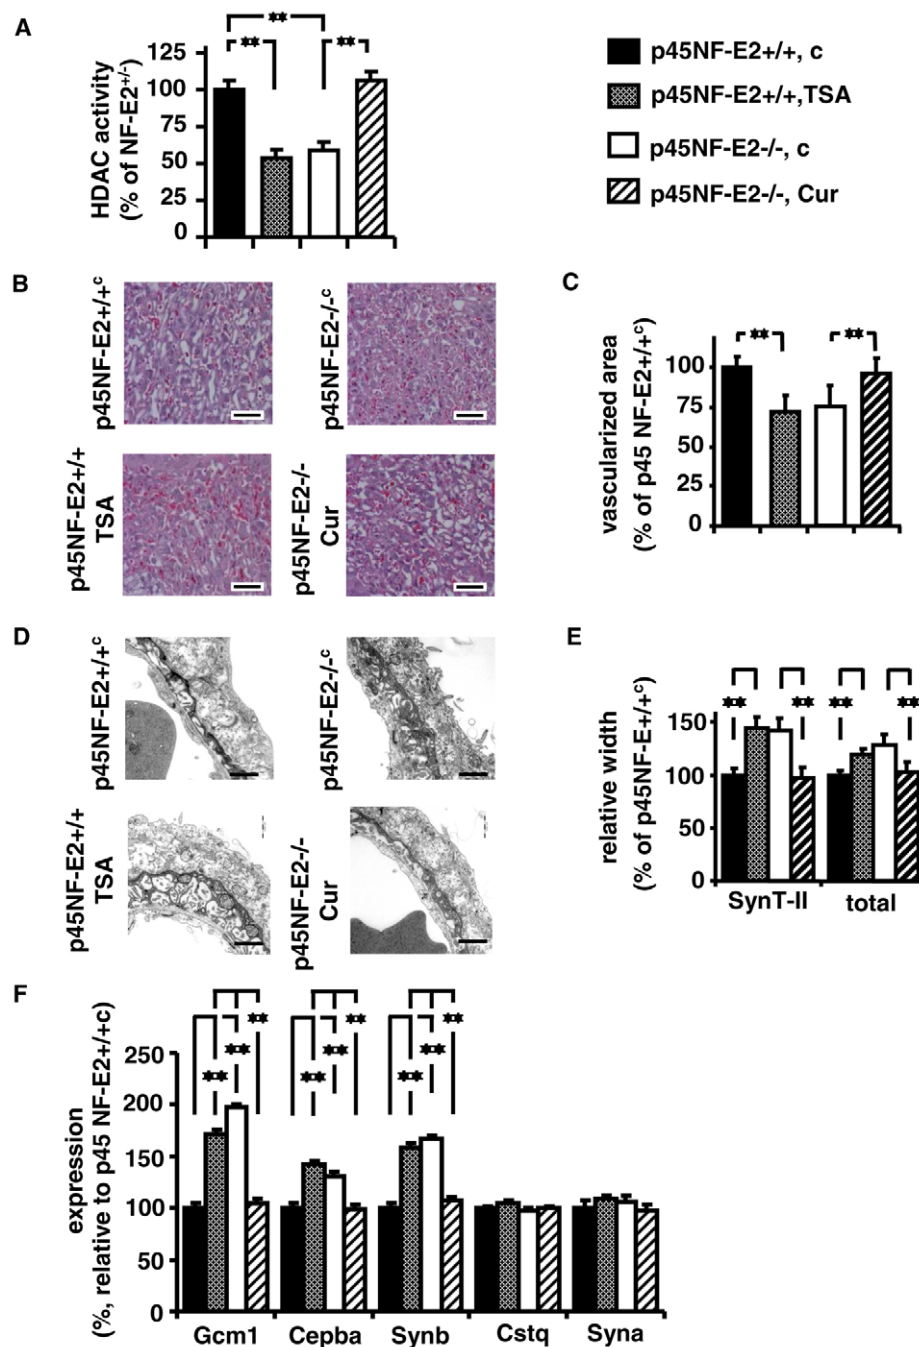 A
HDAC activity
(% of NF-E2+/-)
125
100
75
50
25
0
**
**
**
p45NF-E2+/+, c
p45NF-E2+/+,TSA
p45NF-E2-/-, c
p45NF-E2-/-, Cur
B
p45NF-E2+/+c
p45NF-E2-/-c
p45NF-E2+/+
TSA
p45NF-E2-/-
Cur
C
vascularized area
(% of p45 NF-E2+/+c)
100
75
50
25
0
**
**
D
p45NF-E2+/+c
p45NF-E2-/-c
p45NF-E2+/+
TSA
p45NF-E2-/-
Cur
E
relative width
(% of p45NF-E+/+c)
150
100
50
0
**
**
**
**
SynT-II
total
F
expression
(%, relative to p45 NF-E2+/+c)
250
200
150
100
50
0
**
**
**
**
**
**
**
**
**
Gcm1
Cepba
Synb
Cstq
Syna